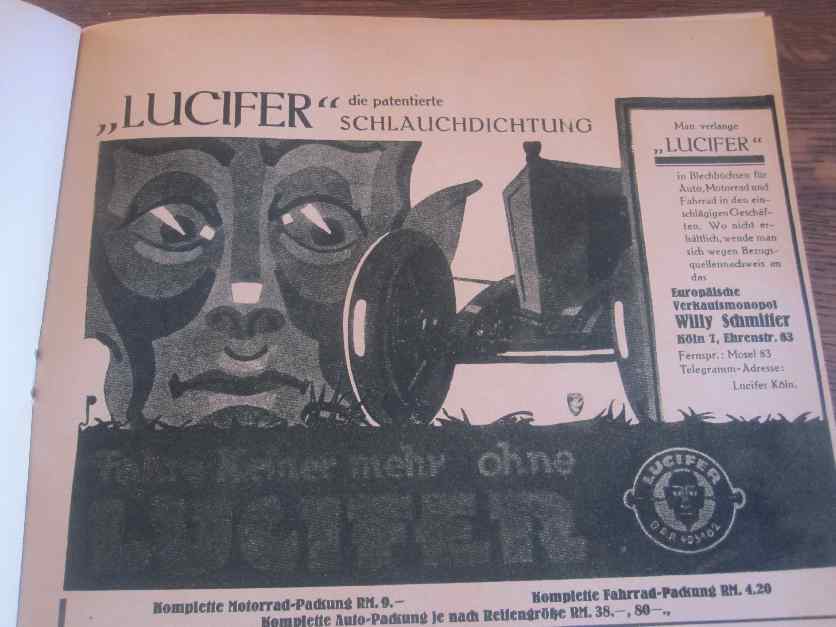 „LUCIFER“ die patentierte
SCHLAUCHDICHTUNG
Man verlange
„LUCIFER“
in Blechbüchsen für
Auto, Motorrad und
Fahrrad in den ein-
schlägigen Geschäf-
ten. Wo nicht er-
hältlich, wende man
sich wegen Bezugs-
quellennachweis an
das
Europäische
Verkaufsmonopol
Willy Schmitter
Köln 7, Ehrenstr. 83
Fernspr.: Mosel 83
Telegramm-Adresse:
Lucifer Köln.
Fahre Keiner mehr ohne
LUCIFER
LUCIFER
D.R.P. 405402
Komplette Motorrad-Packung RM. 9.—
Komplette Fahrrad-Packung RM. 4.20
Komplette Auto-Packung je nach Reifengröße RM. 38.—, 80—.,